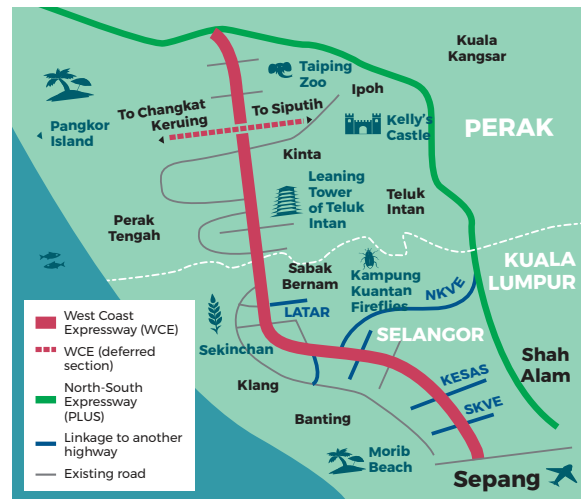 Kuala
Kangsar
Taiping
Zoo
Ipoh
To Changkat
Keruing
To Siputih
Pangkor
Island
Kelly's
Castle
PERAK
Kinta
Leaning
Tower
of Teluk
Intan
Teluk
Intan
Perak
Tengah
KUALA
LUMPUR
Sabak
Bernam
Kampung
Kuantan
Fireflies
NKVE
LATAR
SELANGOR
Sekinchan
Shah
Alam
KESAS
Klang
SKVE
Banting
Morib
Beach
Sepang
West Coast
Expressway (WCE)
WCE (deferred
section)
North-South
Expressway
(PLUS)
Linkage to another
highway
Existing road